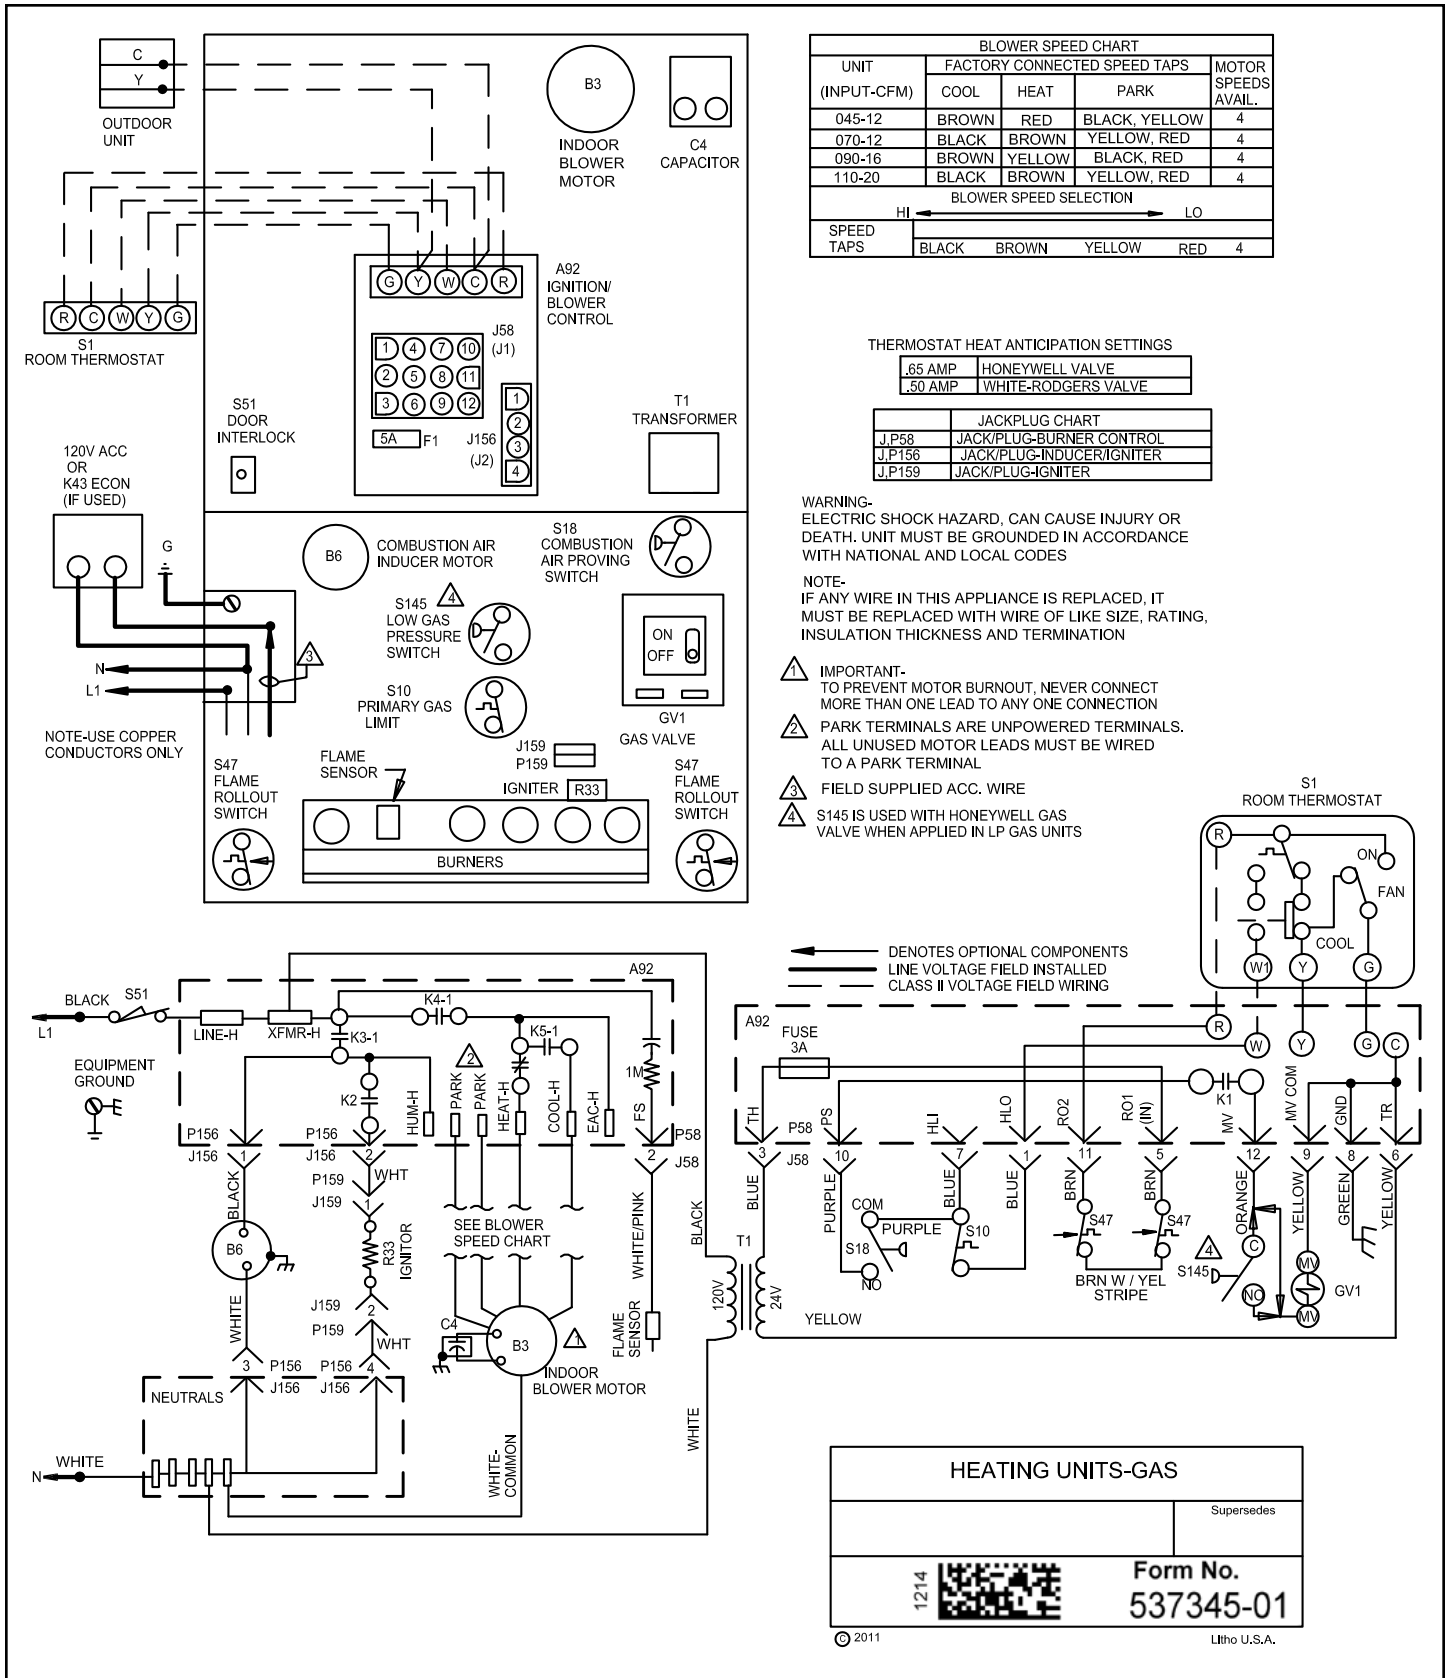 C
Y
OUTDOOR
UNIT
B3
INDOOR
BLOWER
MOTOR
C4
CAPACITOR
G Y W C R
A92
IGNITION/
BLOWER
CONTROL
R C W Y G
S1
ROOM THERMOSTAT
J58
(J1)
1 4 7 10
2 5 8 11
3 6 9 12
5A F1
J156
(J2)
1
2
3
4
S51
DOOR
INTERLOCK
T1
TRANSFORMER
120V ACC
OR
K43 ECON
(IF USED)
G
B6
COMBUSTION AIR
INDUCER MOTOR
S18
COMBUSTION
AIR PROVING
SWITCH
S145 4
LOW GAS
PRESSURE
SWITCH
ON
OFF
GV1
GAS VALVE
3
N
L1
S10
PRIMARY GAS
LIMIT
NOTE-USE COPPER
CONDUCTORS ONLY
J159
P159
S47
FLAME
ROLLOUT
SWITCH
FLAME
SENSOR
IGNITER R33
S47
FLAME
ROLLOUT
SWITCH
BURNERS
BLOWER SPEED CHART
UNIT
(INPUT-CFM)
FACTORY CONNECTED SPEED TAPS
MOTOR
SPEEDS
AVAIL.
COOL HEAT PARK
045-12 BROWN RED BLACK, YELLOW 4
070-12 BLACK BROWN YELLOW, RED 4
090-16 BROWN YELLOW BLACK, RED 4
110-20 BLACK BROWN YELLOW, RED 4
BLOWER SPEED SELECTION
HI LO
SPEED
TAPS
BLACK BROWN YELLOW RED 4
THERMOSTAT HEAT ANTICIPATION SETTINGS
.65 AMP HONEYWELL VALVE
.50 AMP WHITE-RODGERS VALVE
JACKPLUG CHART
J,P58 JACK/PLUG-BURNER CONTROL
J,P156 JACK/PLUG-INDUCER/IGNITER
J,P159 JACK/PLUG-IGNITER
WARNING-
ELECTRIC SHOCK HAZARD, CAN CAUSE INJURY OR
DEATH. UNIT MUST BE GROUNDED IN ACCORDANCE
WITH NATIONAL AND LOCAL CODES
NOTE-
IF ANY WIRE IN THIS APPLIANCE IS REPLACED, IT
MUST BE REPLACED WITH WIRE OF LIKE SIZE, RATING,
INSULATION THICKNESS AND TERMINATION
1 IMPORTANT-
TO PREVENT MOTOR BURNOUT, NEVER CONNECT
MORE THAN ONE LEAD TO ANY ONE CONNECTION
2 PARK TERMINALS ARE UNPOWERED TERMINALS.
ALL UNUSED MOTOR LEADS MUST BE WIRED
TO A PARK TERMINAL
3 FIELD SUPPLIED ACC. WIRE
4 S145 IS USED WITH HONEYWELL GAS
VALVE WHEN APPLIED IN LP GAS UNITS
S1
ROOM THERMOSTAT
R
ON
FAN
COOL
W1 Y G
DENOTES OPTIONAL COMPONENTS
LINE VOLTAGE FIELD INSTALLED
CLASS II VOLTAGE FIELD WIRING
A92
BLACK S51
L1
LINE-H XFMR-H
K3-1
K4-1
K5-1
1M
EQUIPMENT
GROUND
2
K2
HUM-H
PARK
PARK
HEAT-H
COOL-H
EAC-H
FS
P156 P156 P58
J156 J156 J58
1 2 2
P159 WHT
J159 1
BLACK
B6
R33
IGNITOR
SEE BLOWER
SPEED CHART
WHITE/PINK
BLACK
WHITE
J159 2
P159
WHT
C4
B3
1
INDOOR
BLOWER MOTOR
FLAME
SENSOR
3 P156 P156 4
J156 J156
NEUTRALS
N WHITE
WHITE-
COMMON
WHITE
A92
FUSE
3A
R
W
Y
G
C
K1
TH
PS
HLI
HLO
RO2
RO1
(IN)
MV
MV COM
GND
TR
P58
J58
3 10 7 1 11 5 12 9 8 6
BLUE
PURPLE
BLUE
BLUE
BRN
BRN
ORANGE
YELLOW
GREEN
YELLOW
COM
PURPLE
S18
NO
S10
S47
S47
BRN W / YEL
STRIPE
4
S145
C
NO
MV
GV1
MV
T1
120V
24V
YELLOW
HEATING UNITS-GAS
Supersedes
1214
Form No.
537345-01
© 2011
Litho U.S.A.